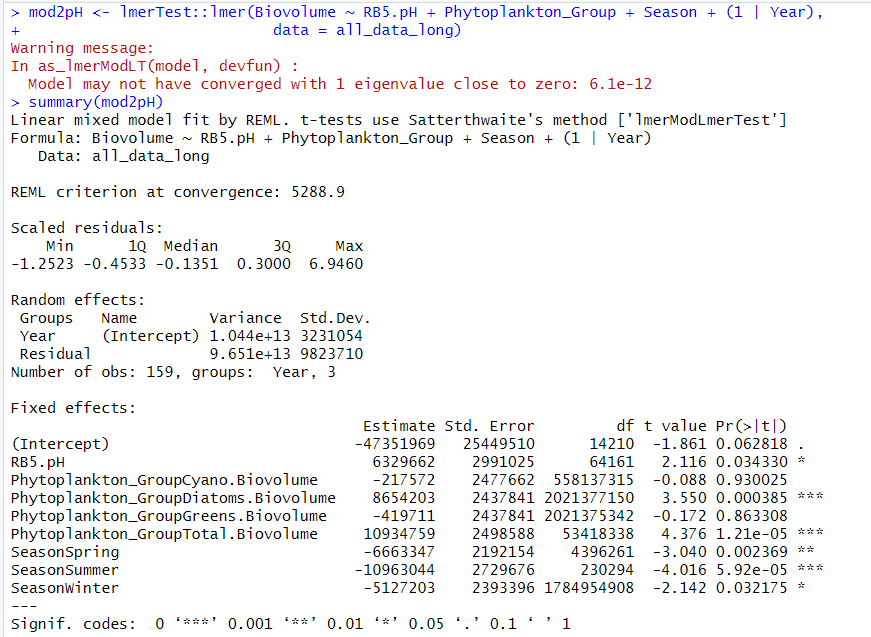 > mod2pH <- lmerTest::lmer(Biovolume ~ RB5.pH + Phytoplankton_Group + Season + (1 | Year),
+                             data = all_data_long)
Warning message:
In as_lmerModLT(model, devfun) :
  Model may not have converged with 1 eigenvalue close to zero: 6.1e-12
> summary(mod2pH)
Linear mixed model fit by REML. t-tests use Satterthwaite's method ['lmerModLmerTest']
Formula: Biovolume ~ RB5.pH + Phytoplankton_Group + Season + (1 | Year)
   Data: all_data_long
REML criterion at convergence: 5288.9
Scaled residuals:
    Min      1Q  Median      3Q     Max
-1.2523 -0.4533 -0.1351  0.3000  6.9460
Random effects:
 Groups   Name        Variance  Std.Dev.
 Year     (Intercept) 1.044e+13 3231054
 Residual             9.651e+13 9823710
Number of obs: 159, groups:  Year, 3
Fixed effects:
                                      Estimate Std. Error         df t value Pr(>|t|)
(Intercept)                          -47351969   25449510      14210  -1.861 0.062818 .
RB5.pH                                 6329662    2991025      64161   2.116 0.034330 *
Phytoplankton_GroupCyano.Biovolume     -217572    2477662  558137315  -0.088 0.930025
Phytoplankton_GroupDiatoms.Biovolume   8654203    2437841 2021377150   3.550 0.000385 ***
Phytoplankton_GroupGreens.Biovolume    -419711    2437841 2021375342  -0.172 0.863308
Phytoplankton_GroupTotal.Biovolume    10934759    2498588   53418338   4.376 1.21e-05 ***
SeasonSpring                          -6663347    2192154    4396261  -3.040 0.002369 **
SeasonSummer                         -10963044    2729676     230294  -4.016 5.92e-05 ***
SeasonWinter                          -5127203    2393396 1784954908  -2.142 0.032175 *
---
Signif. codes:  0 ‘***’ 0.001 ‘**’ 0.01 ‘*’ 0.05 ‘.’ 0.1 ‘ ’ 1